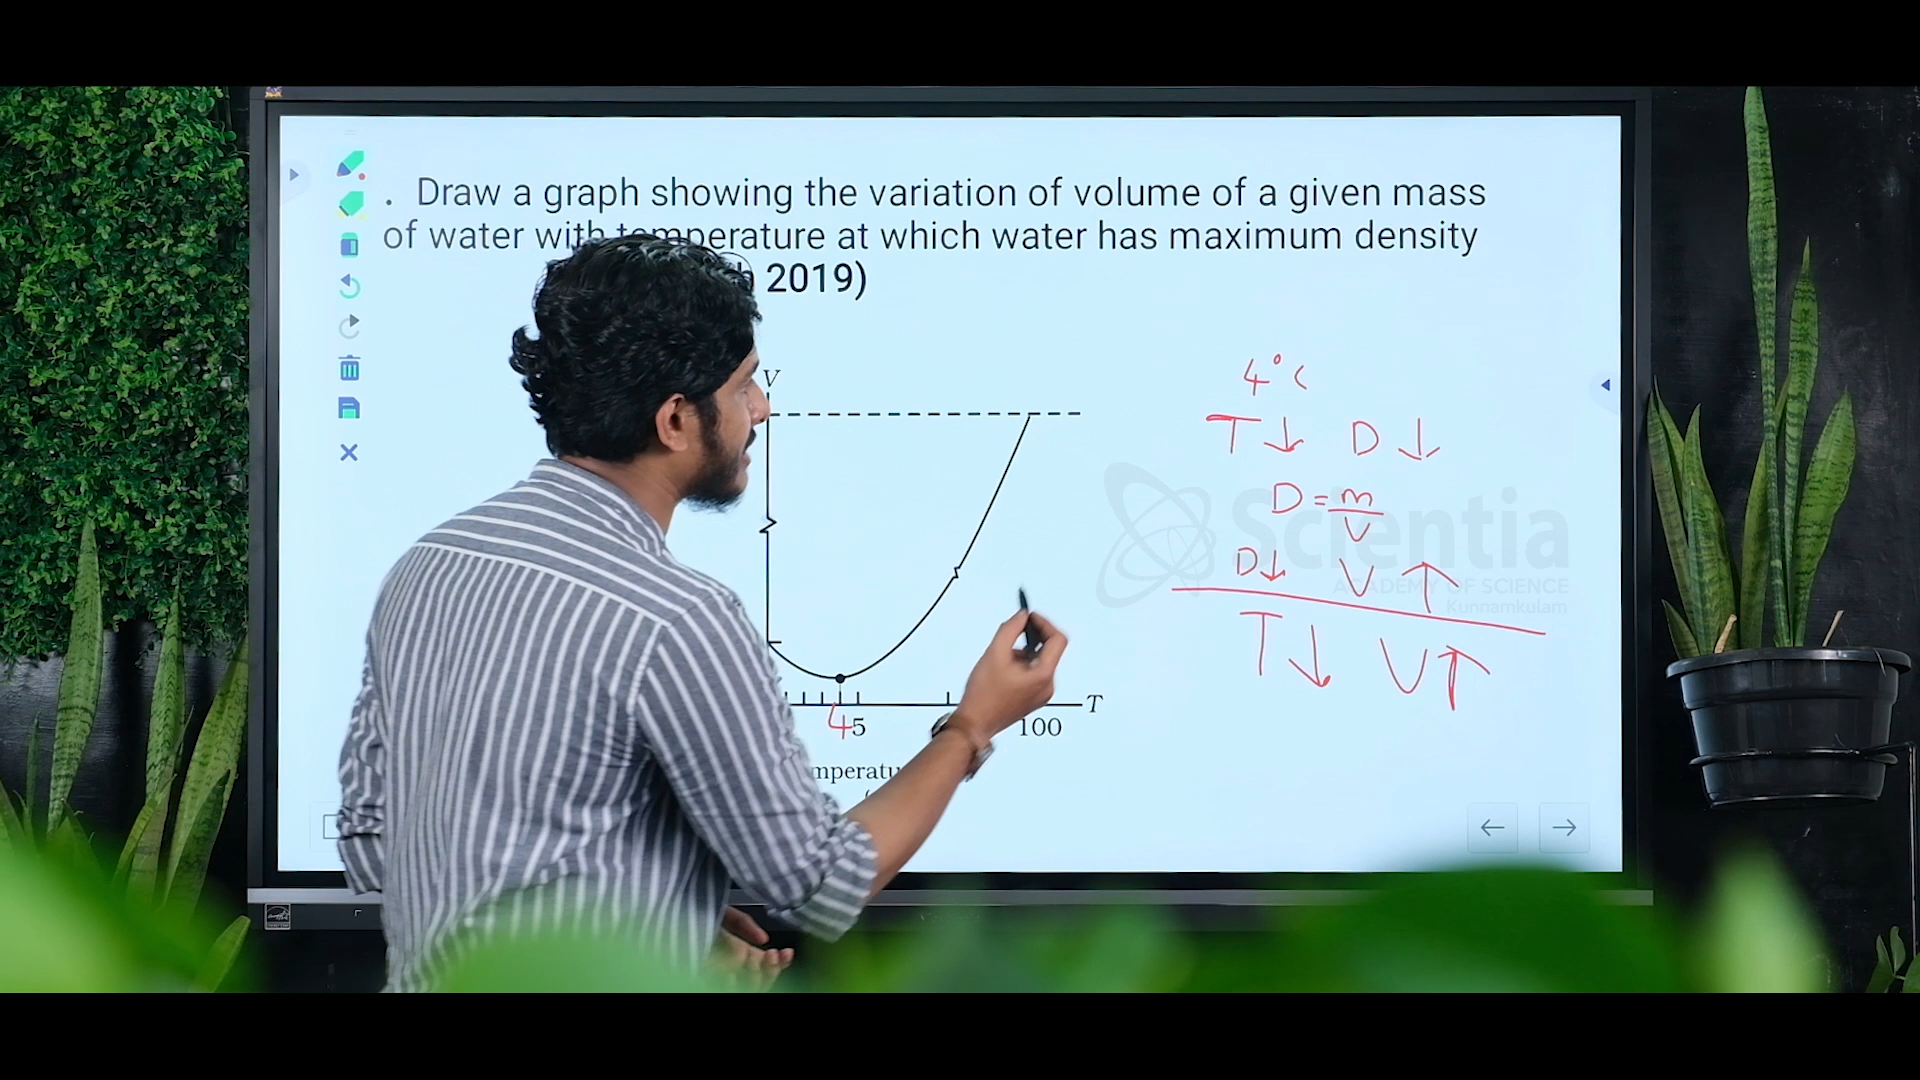 . Draw a graph showing the variation of volume of a given mass
of water with temperature at which water has maximum density
2019)
V
4°C
T↓ D↓
D = m/V
D↓ V↑
T↓ V↑
T
4 5 100
Scientia
ACADEMY OF SCIENCE
Kunnamkulam